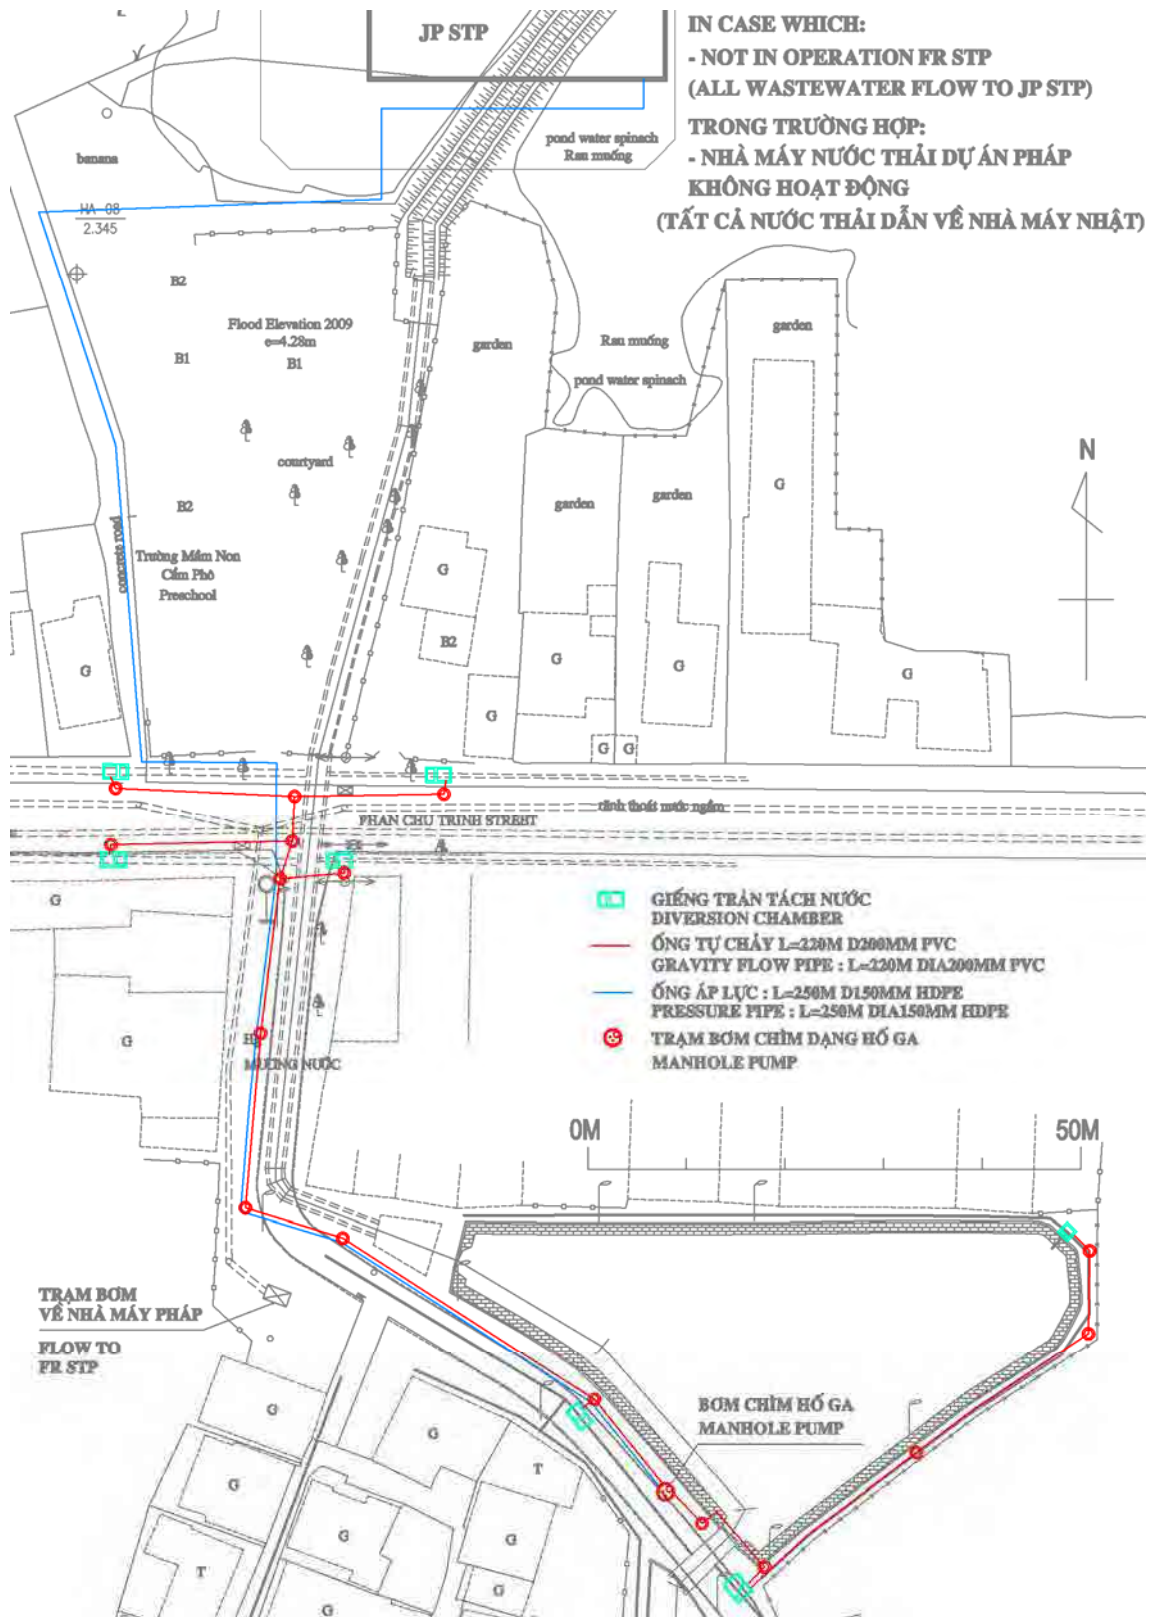 JP STP
IN CASE WHICH:
- NOT IN OPERATION FR STP
(ALL WASTEWATER FLOW TO JP STP)
TRONG TRƯỜNG HỢP:
- NHÀ MÁY NƯỚC THẢI DỰ ÁN PHÁP
KHÔNG HOẠT ĐỘNG
(TẤT CẢ NƯỚC THẢI DẪN VỀ NHÀ MÁY NHẬT)
pond water spinach
Rau muống
banana
HA-08
2.345
B2
Flood Elevation 2009
e=4.28m
B1
B1
garden
Rau muống
pond water spinach
garden
courtyard
N
B2
garden
garden
G
concrete road
Trường Mầm Non
Cẩm Phô
Preschool
G
B2
G
G
G
G
G
G
G
rãnh thoát nước ngầm
PHAN CHU TRINH STREET
G
GIẾNG TRÀN TÁCH NƯỚC
DIVERSION CHAMBER
ỐNG TỰ CHẢY L=220M D200MM PVC
GRAVITY FLOW PIPE : L=220M DIA200MM PVC
ỐNG ÁP LỰC : L=250M D150MM HDPE
PRESSURE PIPE : L=250M DIA150MM HDPE
TRẠM BƠM CHÌM DẠNG HỐ GA
MANHOLE PUMP
G
MƯƠNG NƯỚC
0M
50M
TRẠM BƠM
VỀ NHÀ MÁY PHÁP
FLOW TO
FR STP
BƠM CHÌM HỐ GA
MANHOLE PUMP
G
G
G
T
G
G
T
G
G